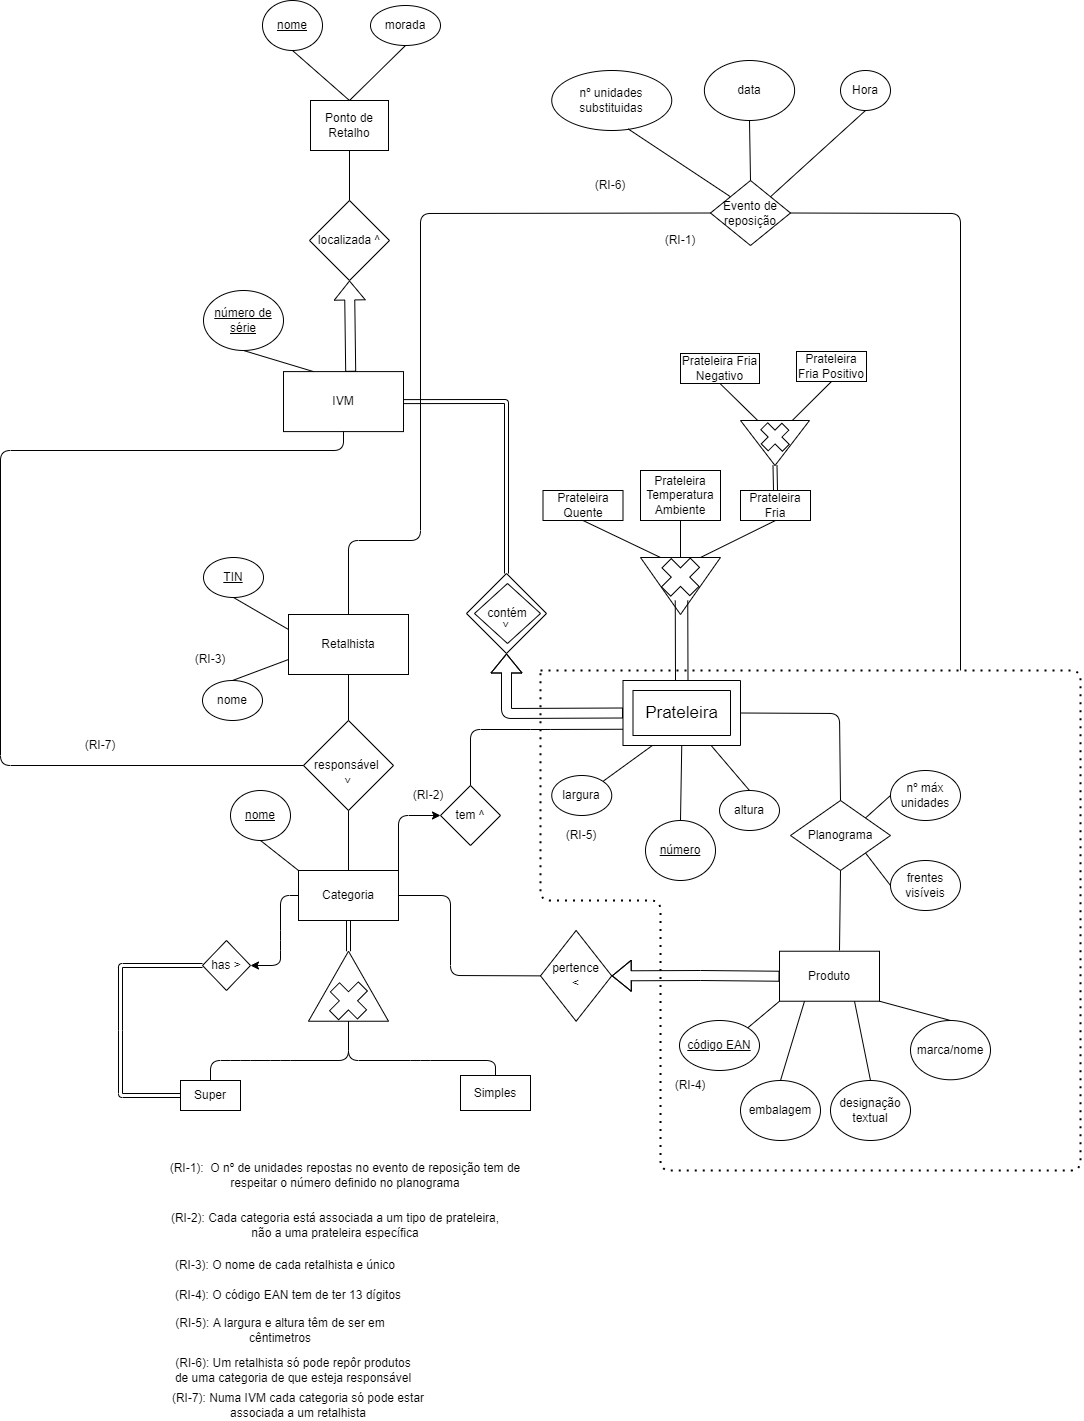 nome
morada
Ponto de
Retalho
nº unidades
substituidas
data
Hora
(RI-6)
Evento de
reposição
(RI-1)
localizada ^
número de
série
IVM
Prateleira Fria
Negativo
Prateleira
Fria Positivo
Prateleira
Quente
Prateleira
Temperatura
Ambiente
Prateleira
Fria
TIN
contém
v
Retalhista
(RI-3)
nome
Prateleira
(RI-7)
responsável
v
(RI-2)
largura
altura
nº máx
unidades
nome
tem ^
(RI-5)
Planograma
número
frentes
visíveis
Categoria
has >
pertence
<
Produto
código EAN
marca/nome
(RI-4)
Super
Simples
embalagem
designação
textual
(RI-1): O nº de unidades repostas no evento de reposição tem de
respeitar o número definido no planograma
(RI-2): Cada categoria está associada a um tipo de prateleira,
não a uma prateleira específica
(RI-3): O nome de cada retalhista e único
(RI-4): O código EAN tem de ter 13 dígitos
(RI-5): A largura e altura têm de ser em
cêntimetros
(RI-6): Um retalhista só pode repôr produtos
de uma categoria de que esteja responsável
(RI-7): Numa IVM cada categoria só pode estar
associada a um retalhista